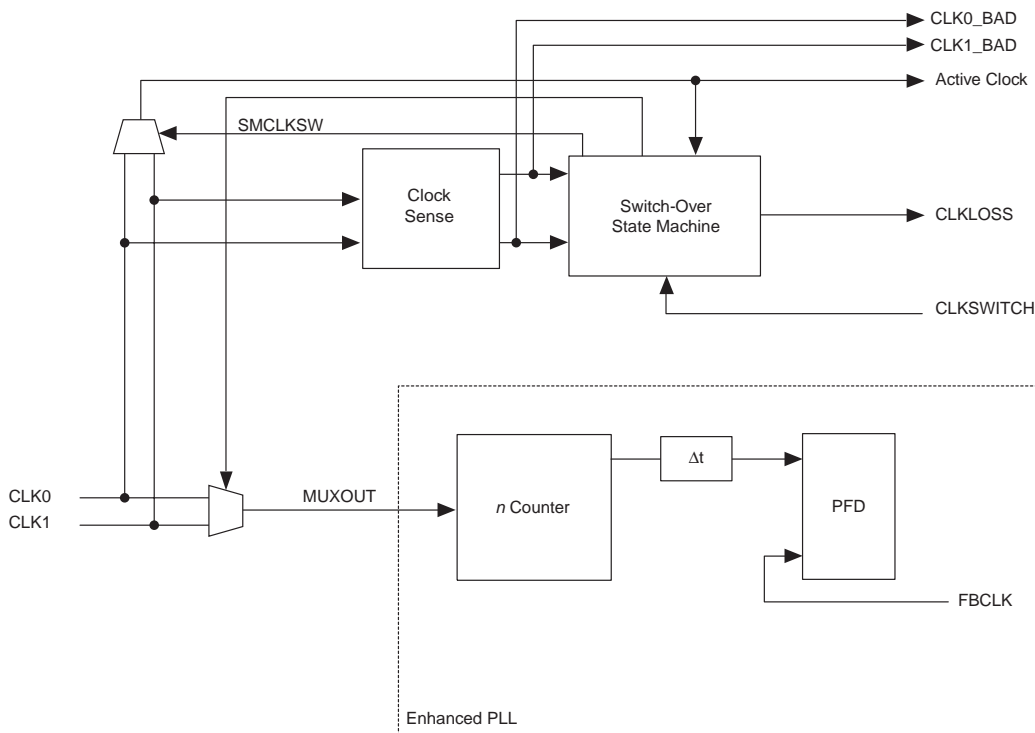 CLK0_BAD
CLK1_BAD
Active Clock
SMCLKSW
Clock
Sense
Switch-Over
State Machine
CLKLOSS
CLKSWITCH
Δt
CLK0
CLK1
MUXOUT
n Counter
PFD
FBCLK
Enhanced PLL